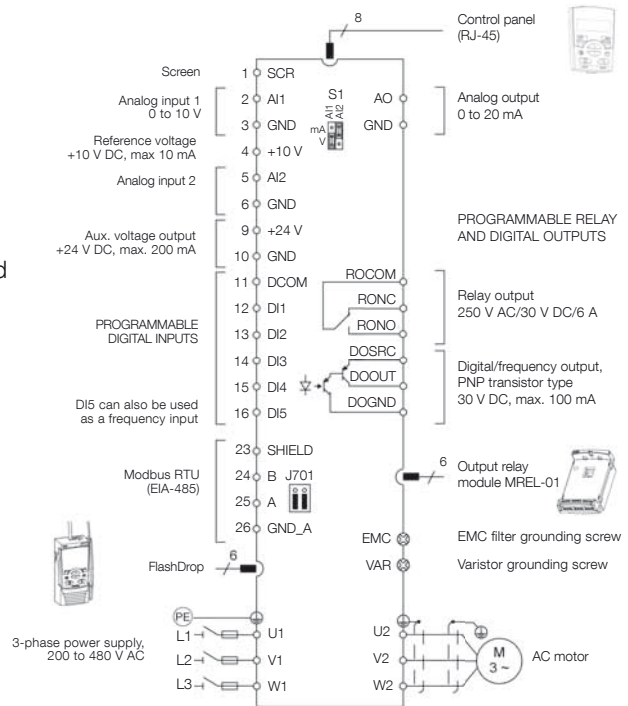 8
Control panel
(RJ-45)
Screen
1 SCR
Analog input 1
0 to 10 V
2 AI1
3 GND
S1
AI1
AI2
mA
V
AO
GND
Analog output
0 to 20 mA
Reference voltage
+10 V DC, max 10 mA
4 +10 V
Analog input 2
5 AI2
6 GND
Aux. voltage output
+24 V DC, max. 200 mA
9 +24 V
10 GND
PROGRAMMABLE RELAY
AND DIGITAL OUTPUTS
d
PROGRAMMABLE
DIGITAL INPUTS
11 DCOM
12 DI1
13 DI2
14 DI3
15 DI4
16 DI5
DI5 can also be used
as a frequency input
ROCOM
RONC
RONO
Relay output
250 V AC/30 V DC/6 A
DOSRC
DOOUT
DOGND
Digital/frequency output,
PNP transistor type
30 V DC, max. 100 mA
Modbus RTU
(EIA-485)
23 SHIELD
24 B J701
25 A
26 GND_A
6
Output relay
module MREL-01
EMC
EMC filter grounding screw
VAR
Varistor grounding screw
FlashDrop
6
PE
3-phase power supply,
200 to 480 V AC
L1 U1
L2 V1
L3 W1
U2
V2
W2
M
3 ~
AC motor